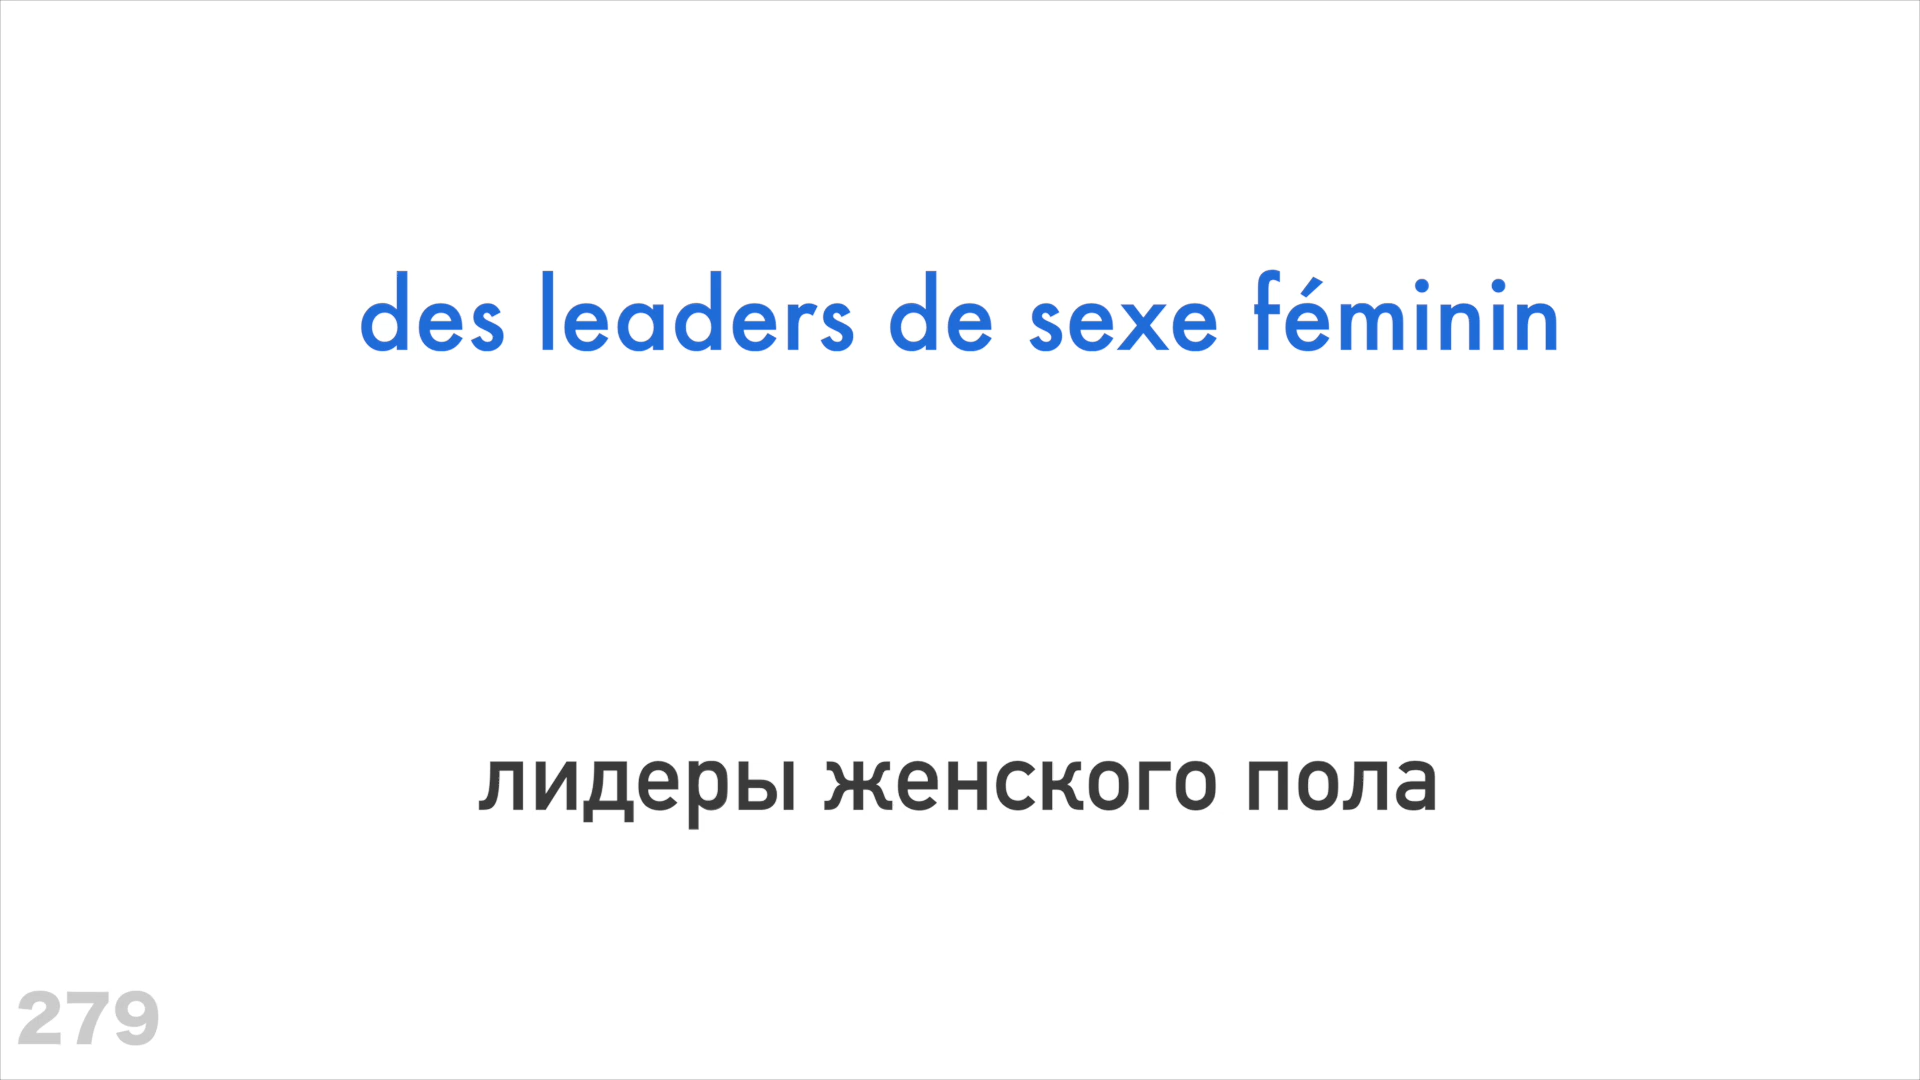 des leaders de sexe féminin
лидеры женского пола
279